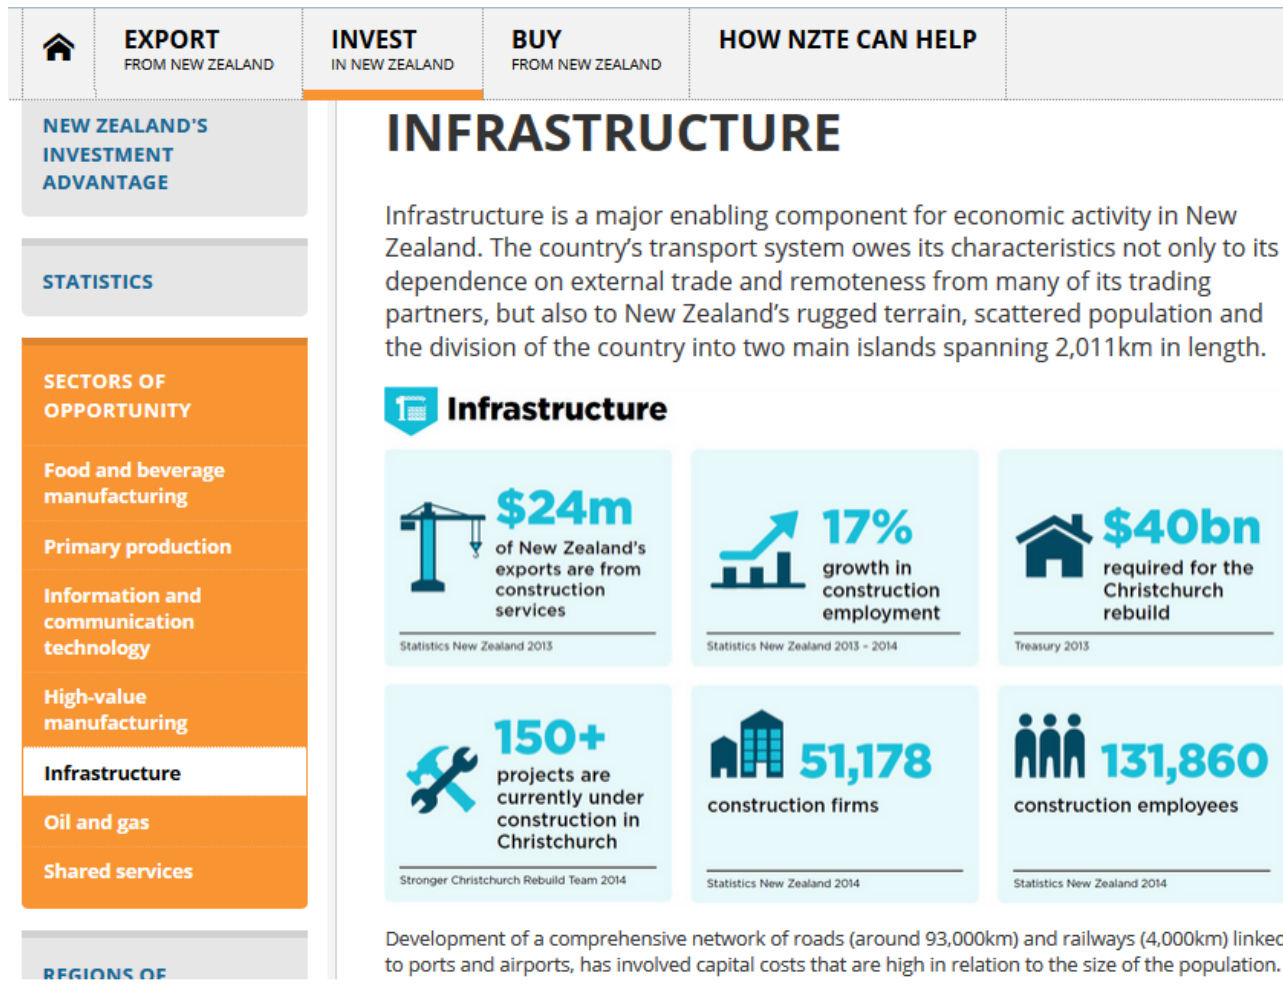 EXPORT
FROM NEW ZEALAND
INVEST
IN NEW ZEALAND
BUY
FROM NEW ZEALAND
HOW NZTE CAN HELP
NEW ZEALAND'S
INVESTMENT
ADVANTAGE
STATISTICS
SECTORS OF
OPPORTUNITY
Food and beverage
manufacturing
Primary production
Information and
communication
technology
High-value
manufacturing
Infrastructure
Oil and gas
Shared services
REGIONS OF
INFRASTRUCTURE
Infrastructure is a major enabling component for economic activity in New
Zealand. The country's transport system owes its characteristics not only to its
dependence on external trade and remoteness from many of its trading
partners, but also to New Zealand's rugged terrain, scattered population and
the division of the country into two main islands spanning 2,011km in length.
Infrastructure
$24m
of New Zealand's
exports are from
construction
services
Statistics New Zealand 2013
17%
growth in
construction
employment
Statistics New Zealand 2013 - 2014
$40bn
required for the
Christchurch
rebuild
Treasury 2013
150+
projects are
currently under
construction in
Christchurch
Stronger Christchurch Rebuild Team 2014
51,178
construction firms
Statistics New Zealand 2014
131,860
construction employees
Statistics New Zealand 2014
Development of a comprehensive network of roads (around 93,000km) and railways (4,000km) linked
to ports and airports, has involved capital costs that are high in relation to the size of the population.